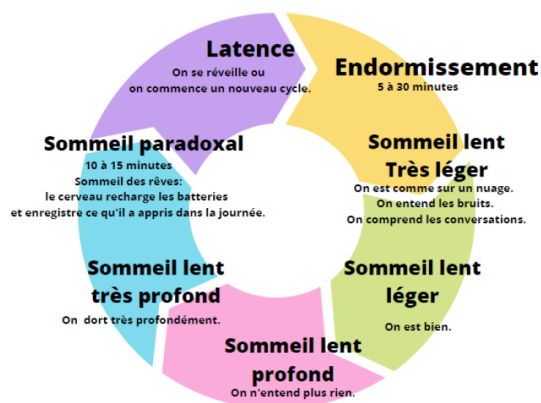 Latence
On se réveille ou
on commence un nouveau cycle.
Endormissement
5 à 30 minutes
Sommeil lent
Très léger
On est comme sur un nuage.
On entend les bruits.
On comprend les conversations.
Sommeil lent
léger
On est bien.
Sommeil lent
profond
On n'entend plus rien.
Sommeil lent
très profond
On dort très profondément.
Sommeil paradoxal
10 à 15 minutes
Sommeil des rêves:
le cerveau recharge les batteries
et enregistre ce qu'il a appris dans la journée.